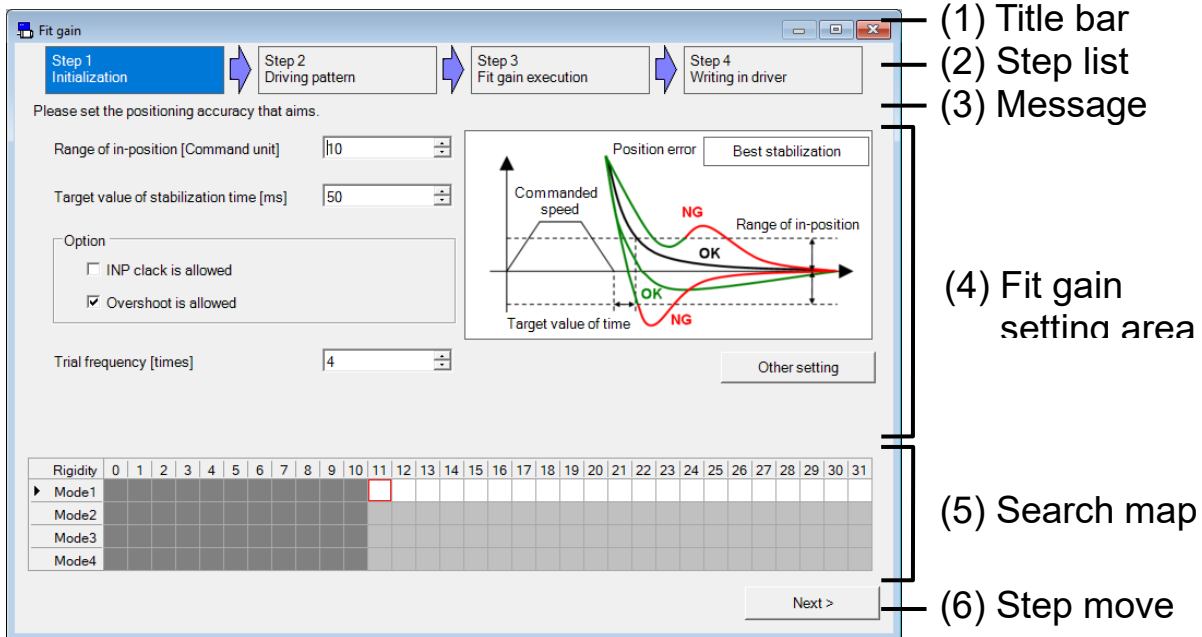 Fit gain
(1) Title bar
Step 1
Initialization
Step 2
Driving pattern
Step 3
Fit gain execution
Step 4
Writing in driver
(2) Step list
Please set the positioning accuracy that aims.
(3) Message
Range of in-position [Command unit]
10
Target value of stabilization time [ms]
50
Option
INP clack is allowed
Overshoot is allowed
Trial frequency [times]
4
Position error
Best stabilization
Commanded
speed
NG
Range of in-position
OK
OK
Target value of time
NG
Other setting
(4) Fit gain
setting area
Rigidity 0 1 2 3 4 5 6 7 8 9 10 11 12 13 14 15 16 17 18 19 20 21 22 23 24 25 26 27 28 29 30 31
Mode1
Mode2
Mode3
Mode4
(5) Search map
Next >
(6) Step move